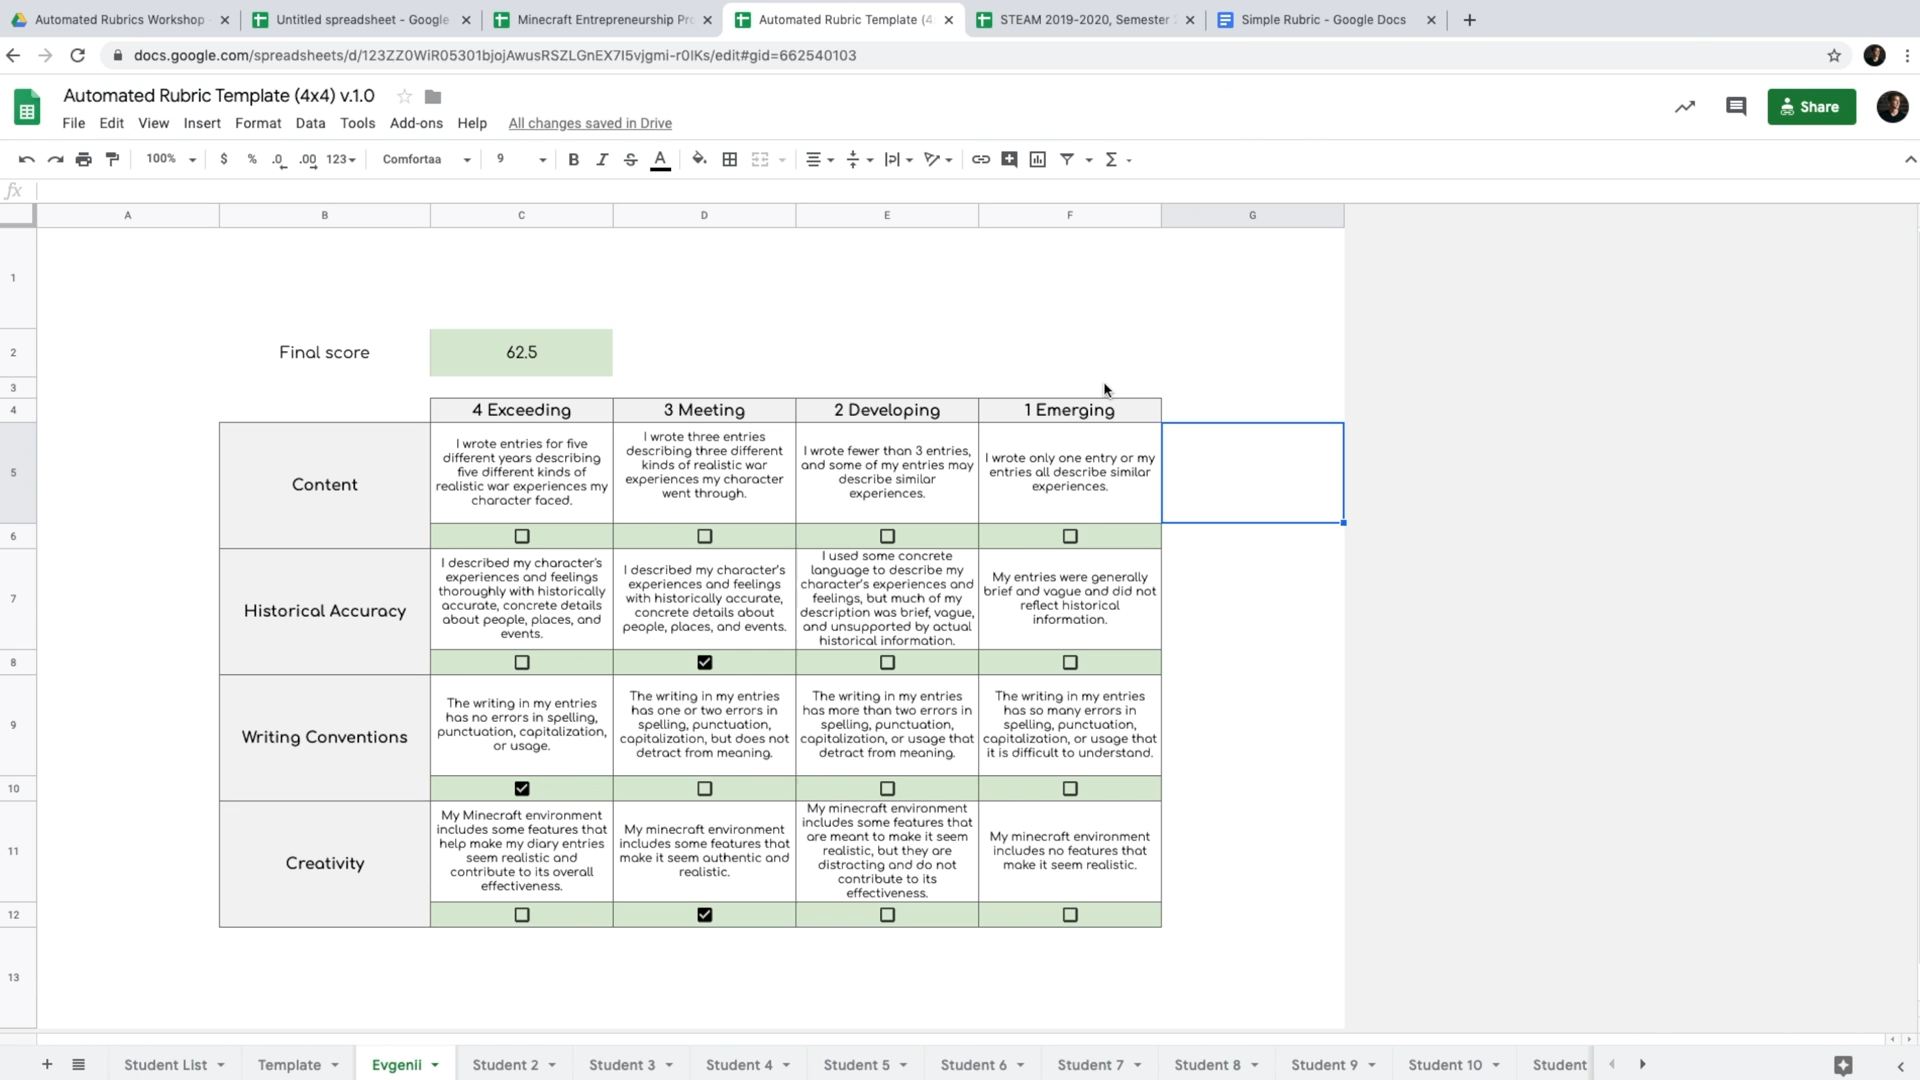 Automated Rubrics Workshop
Untitled spreadsheet - Google
Minecraft Entrepreneurship Pr
Automated Rubric Template (4
STEAM 2019-2020, Semester
Simple Rubric - Google Docs
docs.google.com/spreadsheets/d/123ZZ0WiR05301bjojAwusRSZLGnEX7I5vjgmi-r0lKs/edit#gid=662540103
Automated Rubric Template (4x4) v.1.0
File Edit View Insert Format Data Tools Add-ons Help All changes saved in Drive
Share
100% $ % .0 .00 123 Comfortaa 9 B I S A
fx
A B C D E F G
1
2
3
4
5
6
7
8
9
10
11
12
13
Final score
62.5
4 Exceeding
3 Meeting
2 Developing
1 Emerging
Content
I wrote entries for five
different years describing
five different kinds of
realistic war experiences my
character faced.
I wrote three entries
describing three different
kinds of realistic war
experiences my character
went through.
I wrote fewer than 3 entries,
and some of my entries may
describe similar
experiences.
I wrote only one entry or my
entries all describe similar
experiences.
Historical Accuracy
I described my character's
experiences and feelings
thoroughly with historically
accurate, concrete details
about people, places, and
events.
I described my character's
experiences and feelings
with historically accurate,
concrete details about
people, places, and events.
I used some concrete
language to describe my
character's experiences and
feelings, but much of my
description was brief, vague,
and unsupported by actual
historical information.
My entries were generally
brief and vague and did not
reflect historical
information.
Writing Conventions
The writing in my entries
has no errors in spelling,
punctuation, capitalization,
or usage.
The writing in my entries
has one or two errors in
spelling, punctuation,
capitalization, but does not
detract from meaning.
The writing in my entries
has more than two errors in
spelling, punctuation,
capitalization, or usage that
detract from meaning.
The writing in my entries
has so many errors in
spelling, punctuation,
capitalization, or usage that
it is difficult to understand.
Creativity
My Minecraft environment
includes some features that
help make my diary entries
seem realistic and
contribute to its overall
effectiveness.
My minecraft environment
includes some features that
make it seem authentic and
realistic.
My minecraft environment
includes some features that
are meant to make it seem
realistic, but they are
distracting and do not
contribute to its
effectiveness.
My minecraft environment
includes no features that
make it seem realistic.
Student List
Template
Evgenii
Student 2
Student 3
Student 4
Student 5
Student 6
Student 7
Student 8
Student 9
Student 10
Student